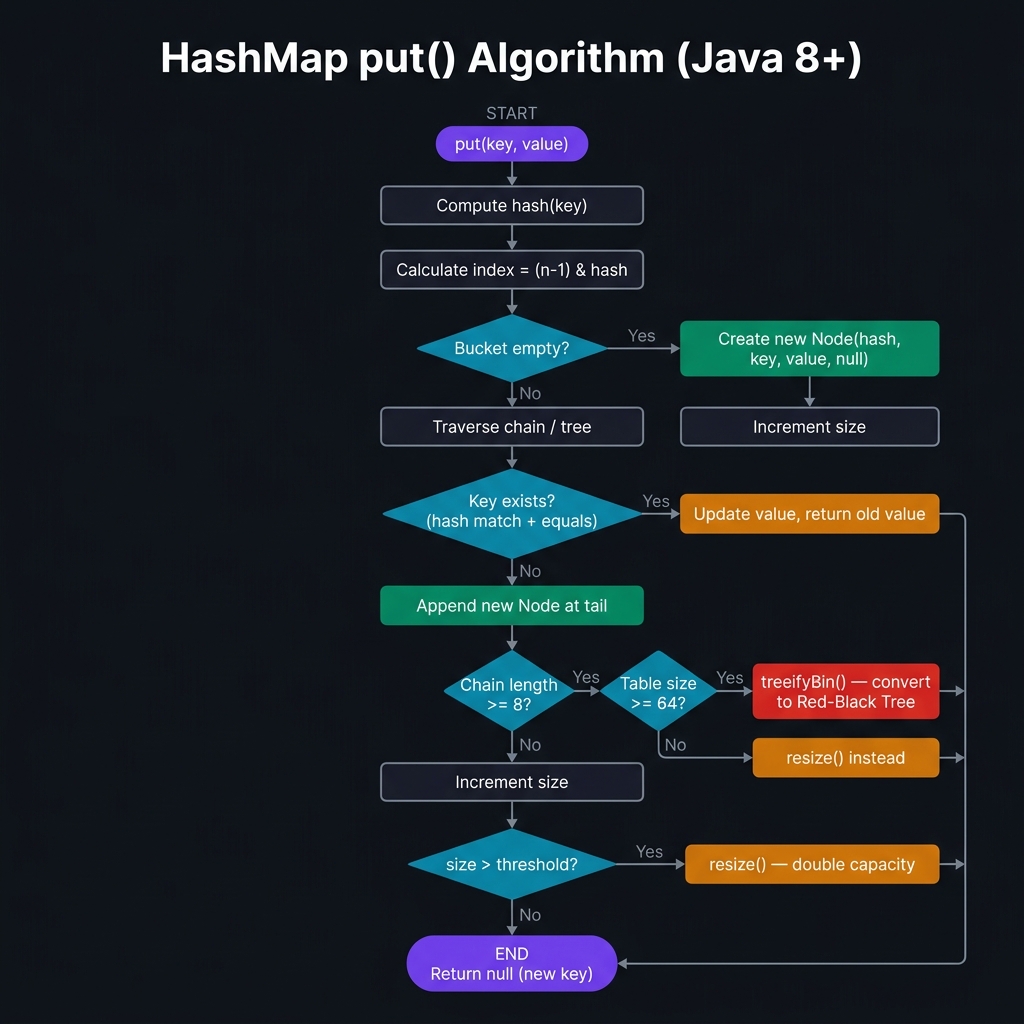 HashMap put() Algorithm (Java 8+)
START
put(key, value)
Compute hash(key)
Calculate index = (n-1) & hash
Bucket empty?
Yes
Create new Node(hash,
key, value, null)
No
Traverse chain / tree
Increment size
Key exists?
(hash match + equals)
Yes
Update value, return old value
No
Append new Node at tail
Chain length
>= 8?
Yes
Table size
>= 64?
Yes
treeifyBin() — convert
to Red-Black Tree
No
No
resize() instead
Increment size
size > threshold?
Yes
resize() — double capacity
No
END
Return null (new key)